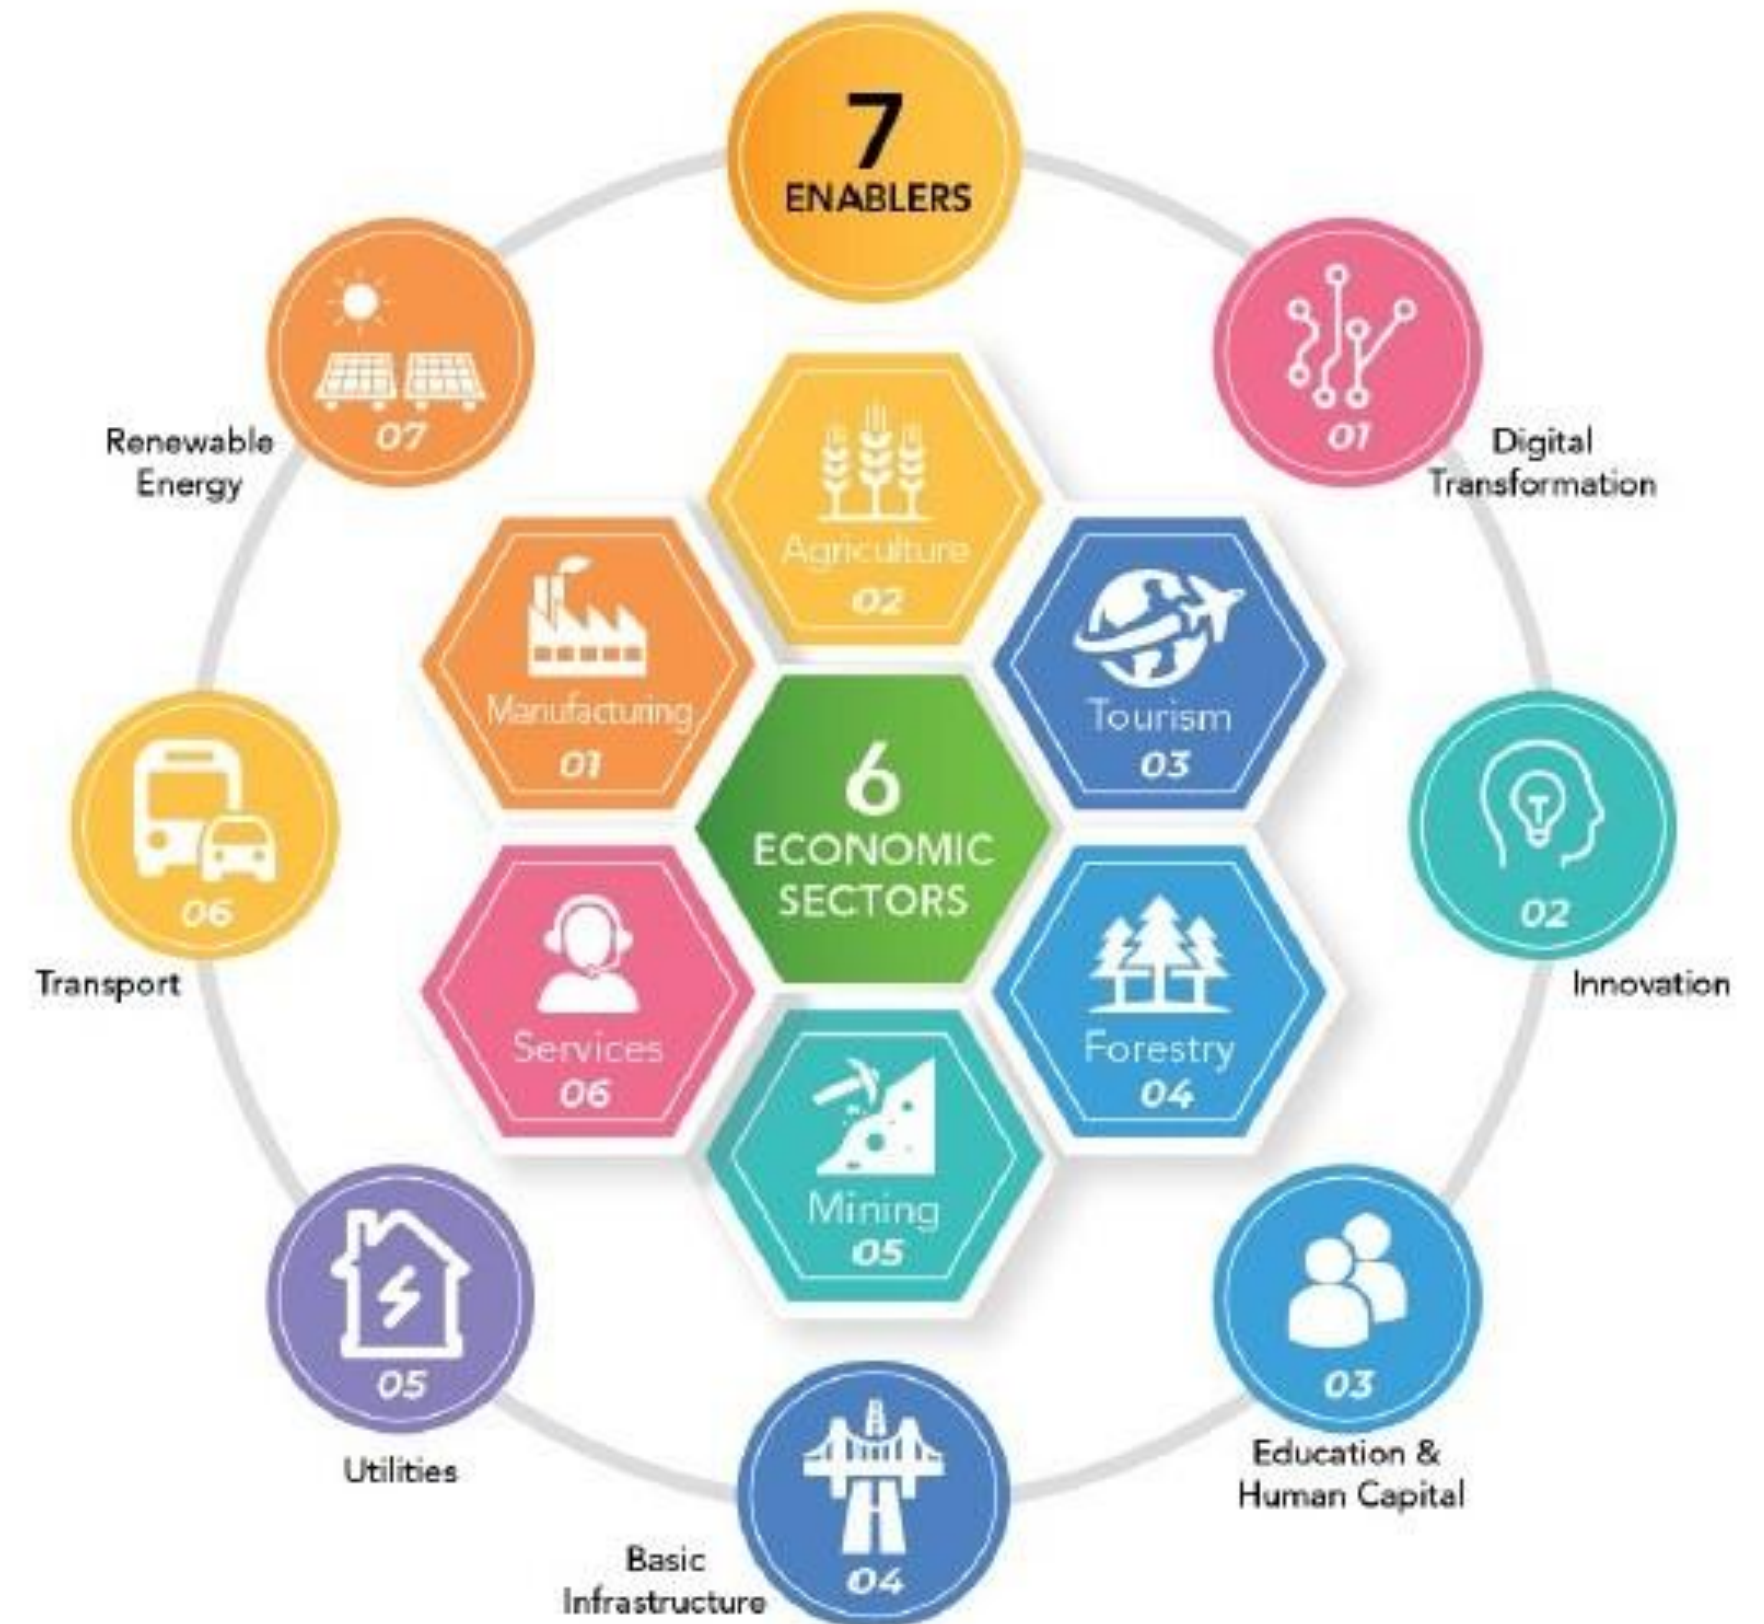 7
ENABLERS
01
Digital
Transformation
02
Innovation
03
Education &
Human Capital
04
Basic
Infrastructure
05
Utilities
06
Transport
07
Renewable
Energy
6
ECONOMIC
SECTORS
Manufacturing
01
Agriculture
02
Tourism
03
Forestry
04
Mining
05
Services
06